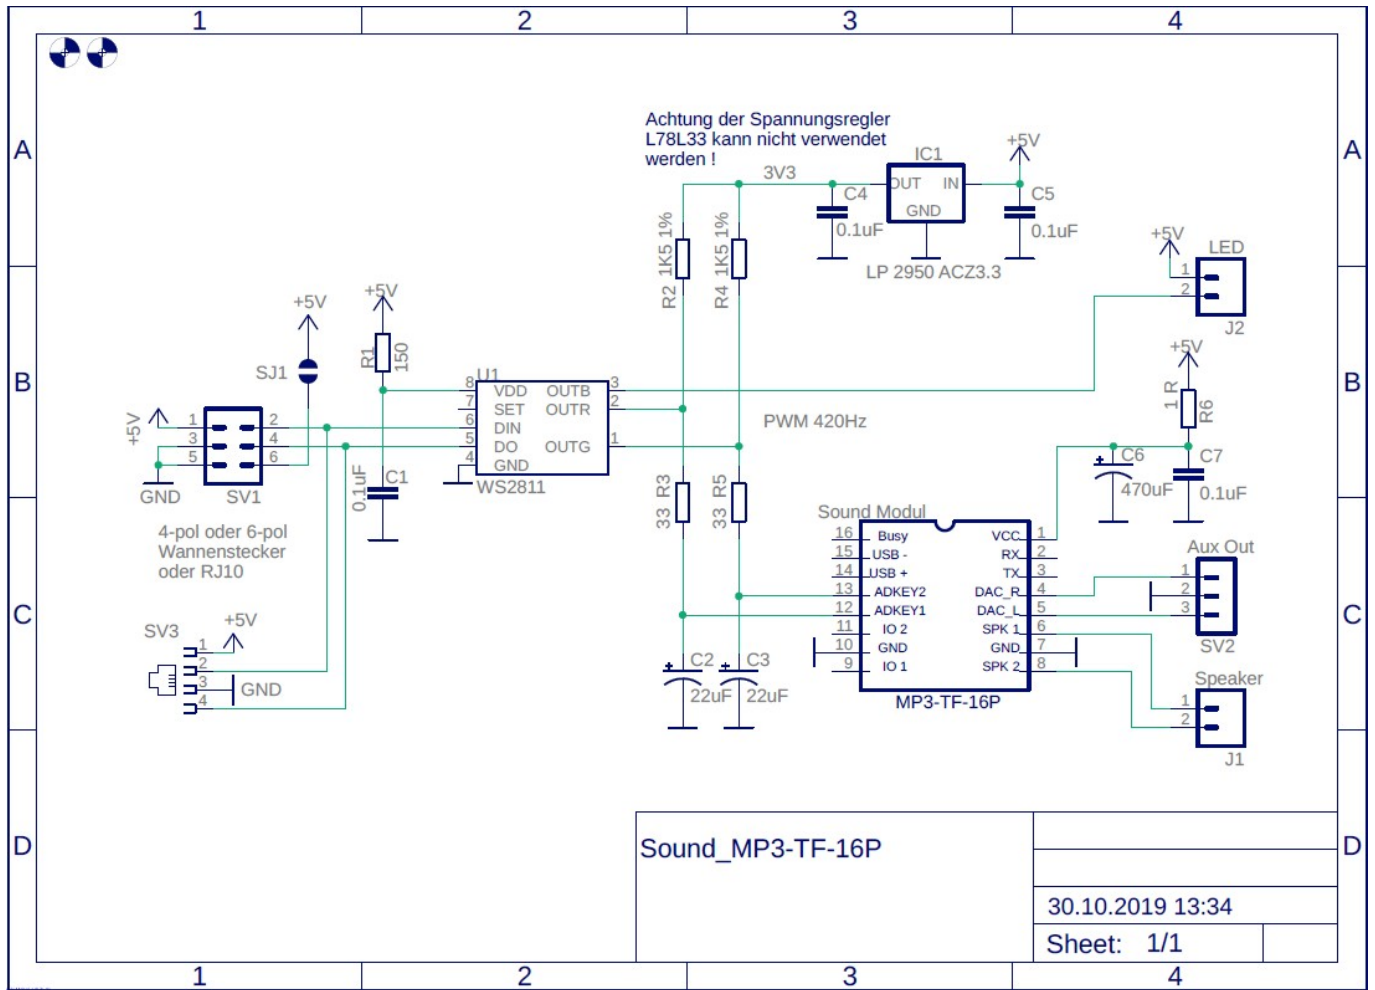 1 2 3 4
A A
Achtung der Spannungsregler
L78L33 kann nicht verwendet
werden !
+5V
IC1
3V3
OUT IN
GND
C4
0.1uF
C5
0.1uF
LP 2950 ACZ3.3
R2 1K5 1%
R4 1K5 1%
+5V
LED
1
2
J2
B B
+5V
SJ1
+5V
R1
150
+5V
1 R
R6
U1
8 VDD OUTB 3
7 SET OUTR 2
6 DIN
5 DO OUTG 1
4 GND
WS2811
PWM 420Hz
+5V
1 2
3 4
5 6
GND
SV1
0.1uF
C1
33 R3
33 R5
C6
470uF
C7
0.1uF
4-pol oder 6-pol
Wannenstecker
oder RJ10
Sound Modul
16 Busy VCC 1
15 USB - RX 2
14 USB + TX 3
13 ADKEY2 DAC_R 4
12 ADKEY1 DAC_L 5
11 IO 2 SPK 1 6
10 GND GND 7
9 IO 1 SPK 2 8
MP3-TF-16P
Aux Out
1
2
3
SV2
C C
SV3
+5V
1
2
3
4
GND
C2
22uF
C3
22uF
Speaker
1
2
J1
D D
Sound_MP3-TF-16P
30.10.2019 13:34
Sheet: 1/1
1 2 3 4